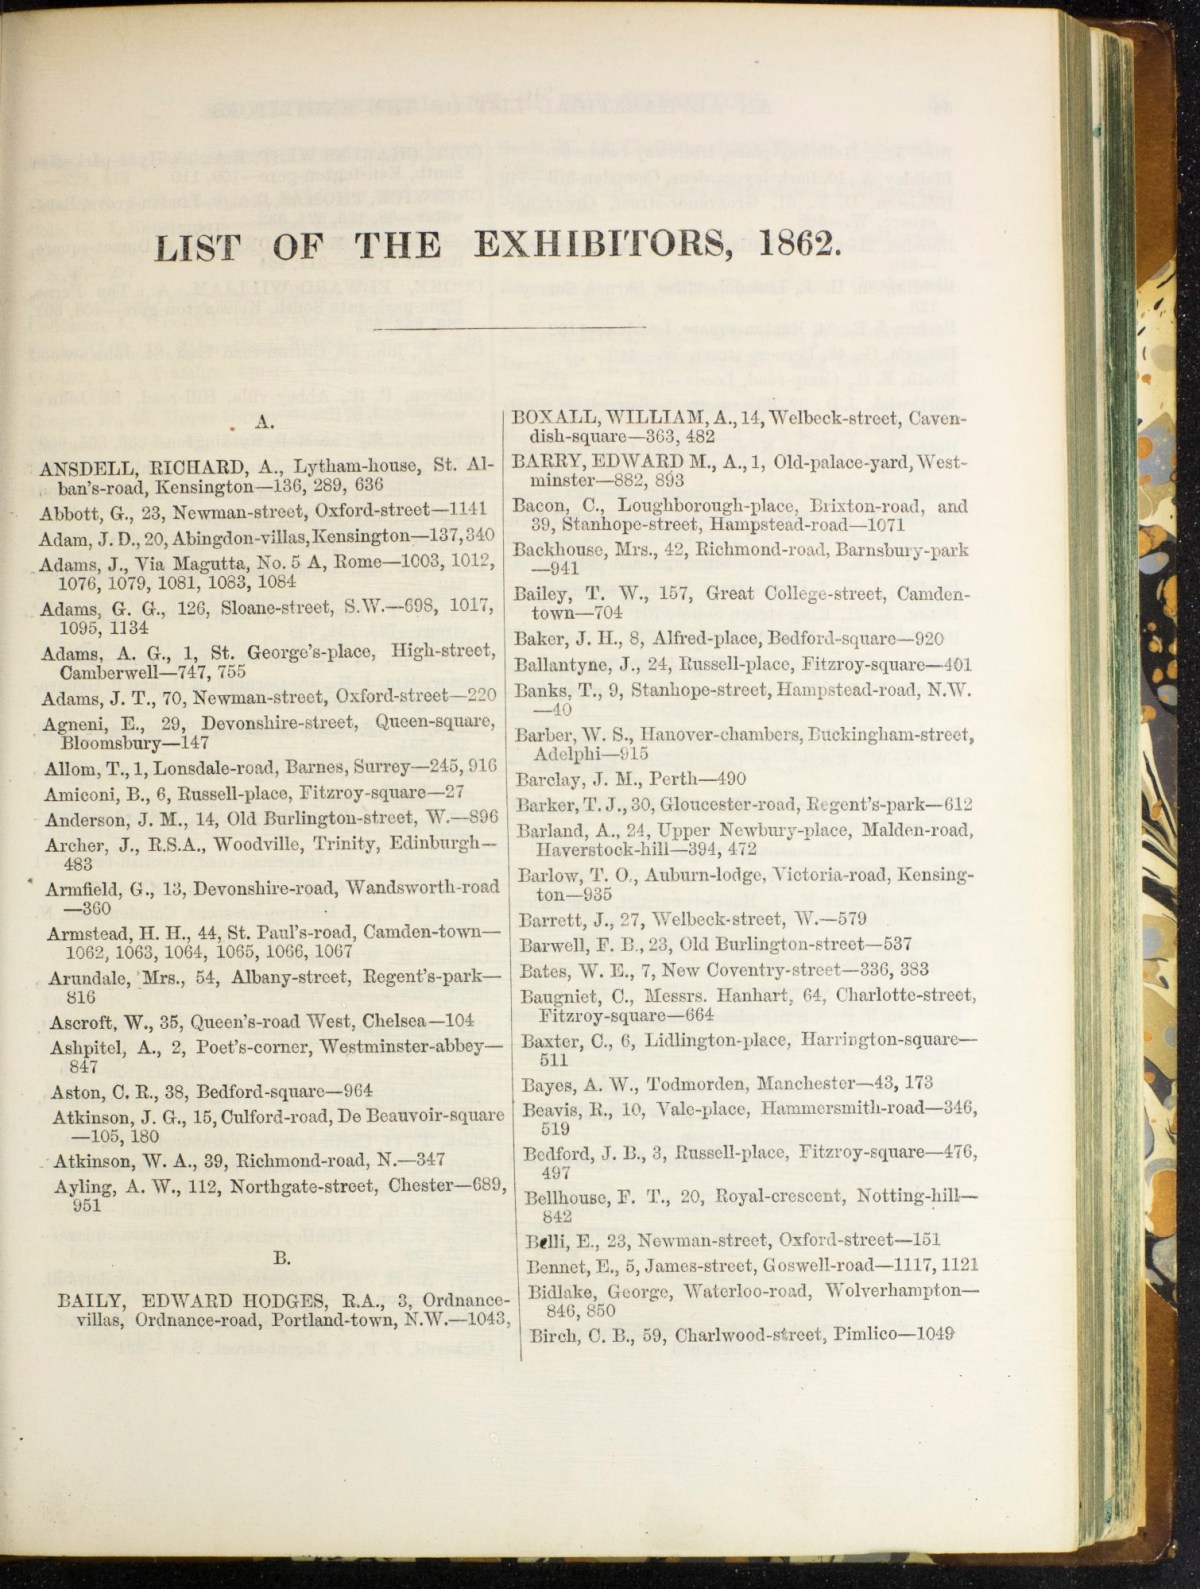 LIST OF THE EXHIBITORS, 1862.
A.
ANSDELL, RICHARD, A., Lytham-house, St. Al-
ban's-road, Kensington—136, 289, 636
Abbott, G., 23, Newman-street, Oxford-street—1141
Adam, J. D., 20, Abingdon-villas, Kensington—137, 340
Adams, J., Via Magutta, No. 5 A, Rome—1003, 1012,
1076, 1079, 1081, 1083, 1084
Adams, G. G., 126, Sloane-street, S.W.—698, 1017,
1095, 1134
Adams, A. G., 1, St. George's-place, High-street,
Camberwell—747, 755
Adams, J. T., 70, Newman-street, Oxford-street—220
Agneni, E., 29, Devonshire-street, Queen-square,
Bloomsbury—147
Allom, T., 1, Lonsdale-road, Barnes, Surrey—245, 916
Amiconi, B., 6, Russell-place, Fitzroy-square—27
Anderson, J. M., 14, Old Burlington-street, W.—896
Archer, J., R.S.A., Woodville, Trinity, Edinburgh—
483
Armfield, G., 13, Devonshire-road, Wandsworth-road
—360
Armstead, H. H., 44, St. Paul's-road, Camden-town—
1062, 1063, 1064, 1065, 1066, 1067
Arundale, Mrs., 54, Albany-street, Regent's-park—
816
Ascroft, W., 35, Queen's-road West, Chelsea—104
Ashpitel, A., 2, Poet's-corner, Westminster-abbey—
847
Aston, C. R., 38, Bedford-square—964
Atkinson, J. G., 15, Culford-road, De Beauvoir-square
—105, 180
Atkinson, W. A., 39, Richmond-road, N.—347
Ayling, A. W., 112, Northgate-street, Chester—689,
951
B.
BAILY, EDWARD HODGES, R.A., 3, Ordnance-
villas, Ordnance-road, Portland-town, N.W.—1043,
BOXALL, WILLIAM, A., 14, Welbeck-street, Caven-
dish-square—363, 482
BARRY, EDWARD M., A., 1, Old-palace-yard, West-
minster—882, 893
Bacon, C., Loughborough-place, Brixton-road, and
39, Stanhope-street, Hampstead-road—1071
Backhouse, Mrs., 42, Richmond-road, Barnsbury-park
—941
Bailey, T. W., 157, Great College-street, Camden-
town—704
Baker, J. H., 8, Alfred-place, Bedford-square—920
Ballantyne, J., 24, Russell-place, Fitzroy-square—401
Banks, T., 9, Stanhope-street, Hampstead-road, N.W.
—40
Barber, W. S., Hanover-chambers, Buckingham-street,
Adelphi—915
Barclay, J. M., Perth—490
Barker, T. J., 30, Gloucester-road, Regent's-park—612
Barland, A., 24, Upper Newbury-place, Malden-road,
Haverstock-hill—394, 472
Barlow, T. O., Auburn-lodge, Victoria-road, Kensing-
ton—935
Barrett, J., 27, Welbeck-street, W.—579
Barwell, F. B., 23, Old Burlington-street—537
Bates, W. E., 7, New Coventry-street—336, 383
Baugniet, C., Messrs. Hanhart, 64, Charlotte-street,
Fitzroy-square—664
Baxter, C., 6, Lidlington-place, Harrington-square—
511
Bayes, A. W., Todmorden, Manchester—43, 173
Beavis, R., 10, Vale-place, Hammersmith-road—346,
519
Bedford, J. B., 3, Russell-place, Fitzroy-square—476,
497
Bellhouse, F. T., 20, Royal-crescent, Notting-hill—
842
Belli, E., 23, Newman-street, Oxford-street—151
Bennet, E., 5, James-street, Goswell-road—1117, 1121
Bidlake, George, Waterloo-road, Wolverhampton—
846, 850
Birch, C. B., 59, Charlwood-street, Pimlico—1049